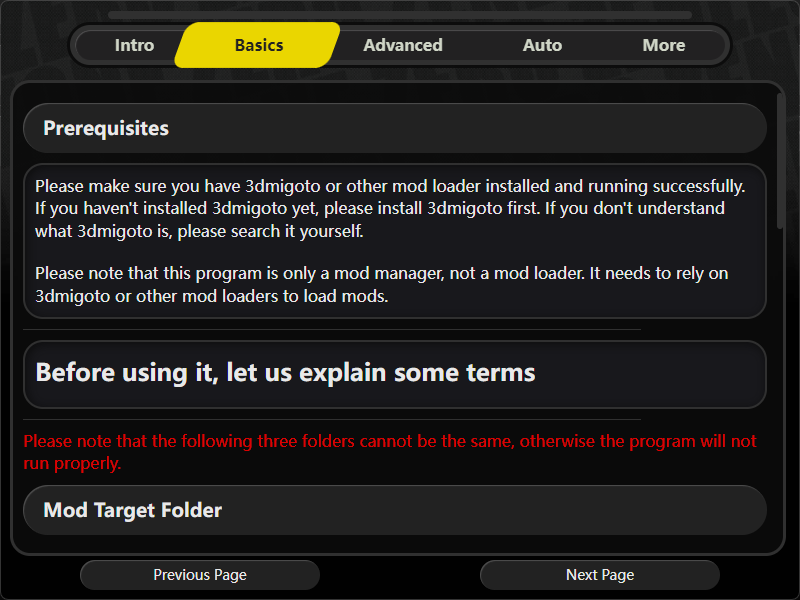 Intro
Basics
Advanced
Auto
More
Prerequisites
Please make sure you have 3dmigoto or other mod loader installed and running successfully.
If you haven't installed 3dmigoto yet, please install 3dmigoto first. If you don't understand
what 3dmigoto is, please search it yourself.
Please note that this program is only a mod manager, not a mod loader. It needs to rely on
3dmigoto or other mod loaders to load mods.
Before using it, let us explain some terms
Please note that the following three folders cannot be the same, otherwise the program will not
run properly.
Mod Target Folder
Previous Page
Next Page